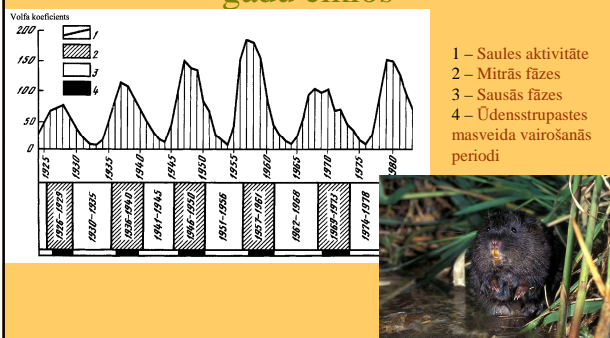 gadu ciklos
Volfa koeficients
200
150
100
50
0
1
2
3
4
1925 1930 1935 1940 1945 1950 1955 1960 1965 1970 1975 1980
1926–1929 1930–1935 1936–1940 1941–1945 1946–1950 1951–1956 1957–1961 1962–1968 1969–1973 1974–1978
1 – Saules aktivitāte
2 – Mitrās fāzes
3 – Sausās fāzes
4 – Ūdensstrupastes
masveida vairošanās
periodi